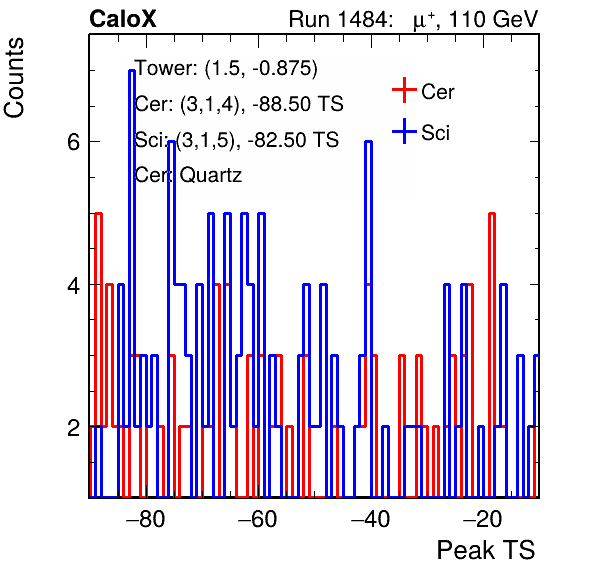 CaloX Run 1484: μ⁺, 110 GeV
Counts
Tower: (1.5, -0.875)
Cer: (3,1,4), -88.50 TS
Sci: (3,1,5), -82.50 TS
Cer: Quartz
Cer
Sci
6
4
2
−80 −60 −40 −20
Peak TS